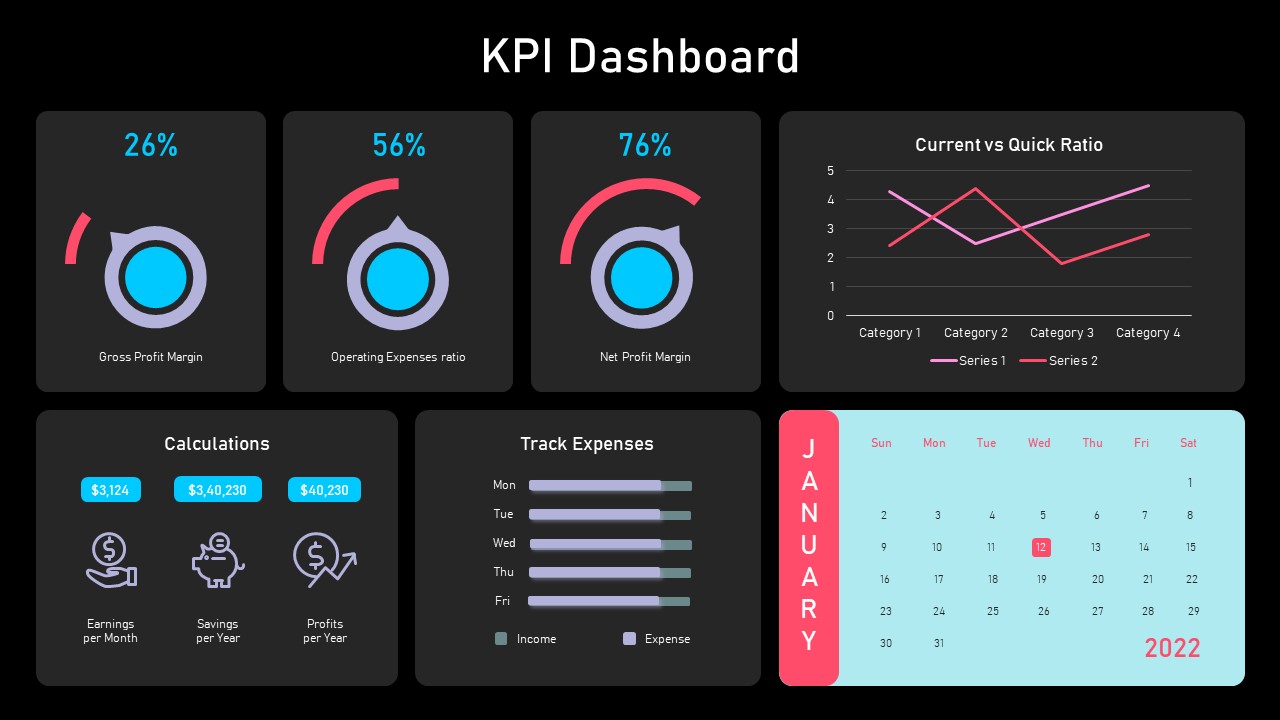 KPI Dashboard
26%
Gross Profit Margin
56%
Operating Expenses ratio
76%
Net Profit Margin
Current vs Quick Ratio
5
4
3
2
1
0
Category 1 Category 2 Category 3 Category 4
Series 1 Series 2
Calculations
$3,124 $3,40,230 $40,230
$ $
Earnings
per Month
Savings
per Year
Profits
per Year
Track Expenses
Mon
Tue
Wed
Thu
Fri
Income Expense
JANUARY
Sun Mon Tue Wed Thu Fri Sat
1
2 3 4 5 6 7 8
9 10 11 12 13 14 15
16 17 18 19 20 21 22
23 24 25 26 27 28 29
30 31
2022